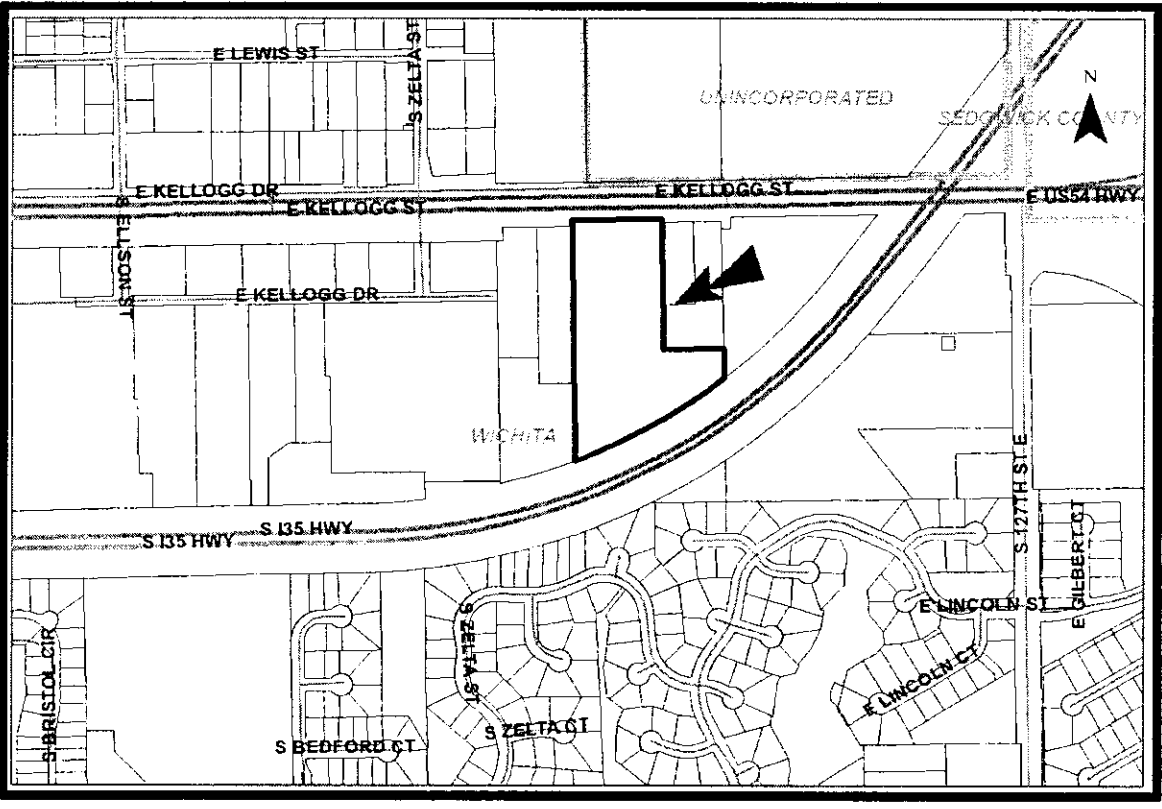 E LEWIS ST
S ZELTA ST
UNINCORPORATED
N
SEDGWICK COUNTY
E KELLOGG DR
E KELLOGG ST
E KELLOGG ST
E US54 HWY
S ELLSON ST
E KELLOGG DR
WICHITA
S 127TH ST E
S I35 HWY
S I35 HWY
E GILBERT CT
E LINCOLN ST
S ZELTA ST
S BRISTOL CIR
E LINCOLN CT
S ZELTA CT
S BEDFORD CT